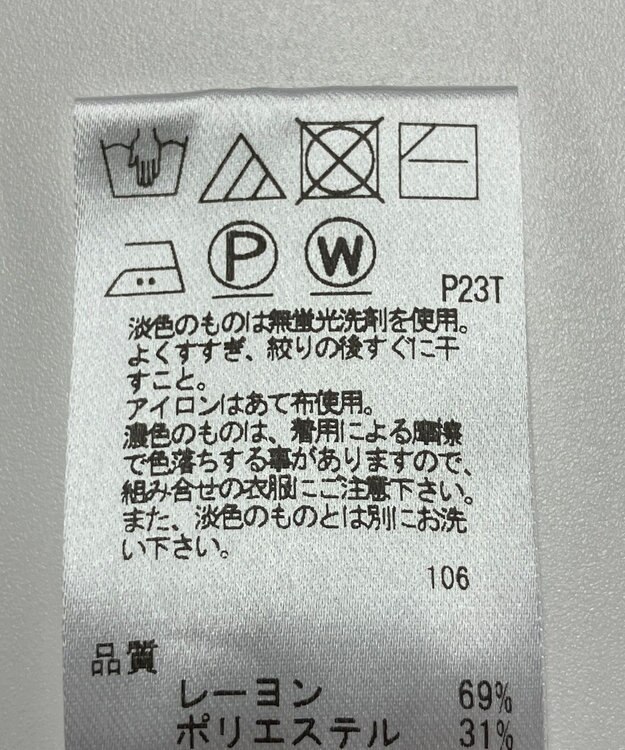 P W
P23T
淡色のものは無蛍光洗剤を使用。
よくすすぎ、絞りの後すぐに干
すこと。
アイロンはあて布使用。
濃色のものは、着用による摩擦
で色落ちする事がありますので、
組み合せの衣服にご注意下さい。
また、淡色のものとは別にお洗
い下さい。
106
品質
レーヨン 69%
ポリエステル 31%